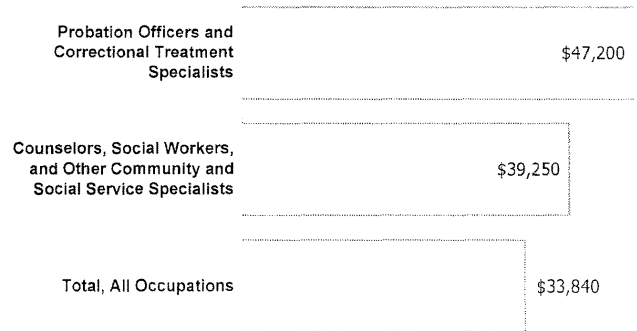 Probation Officers and
Correctional Treatment
Specialists
$47,200
Counselors, Social Workers,
and Other Community and
Social Service Specialists
$39,250
Total, All Occupations
$33,840